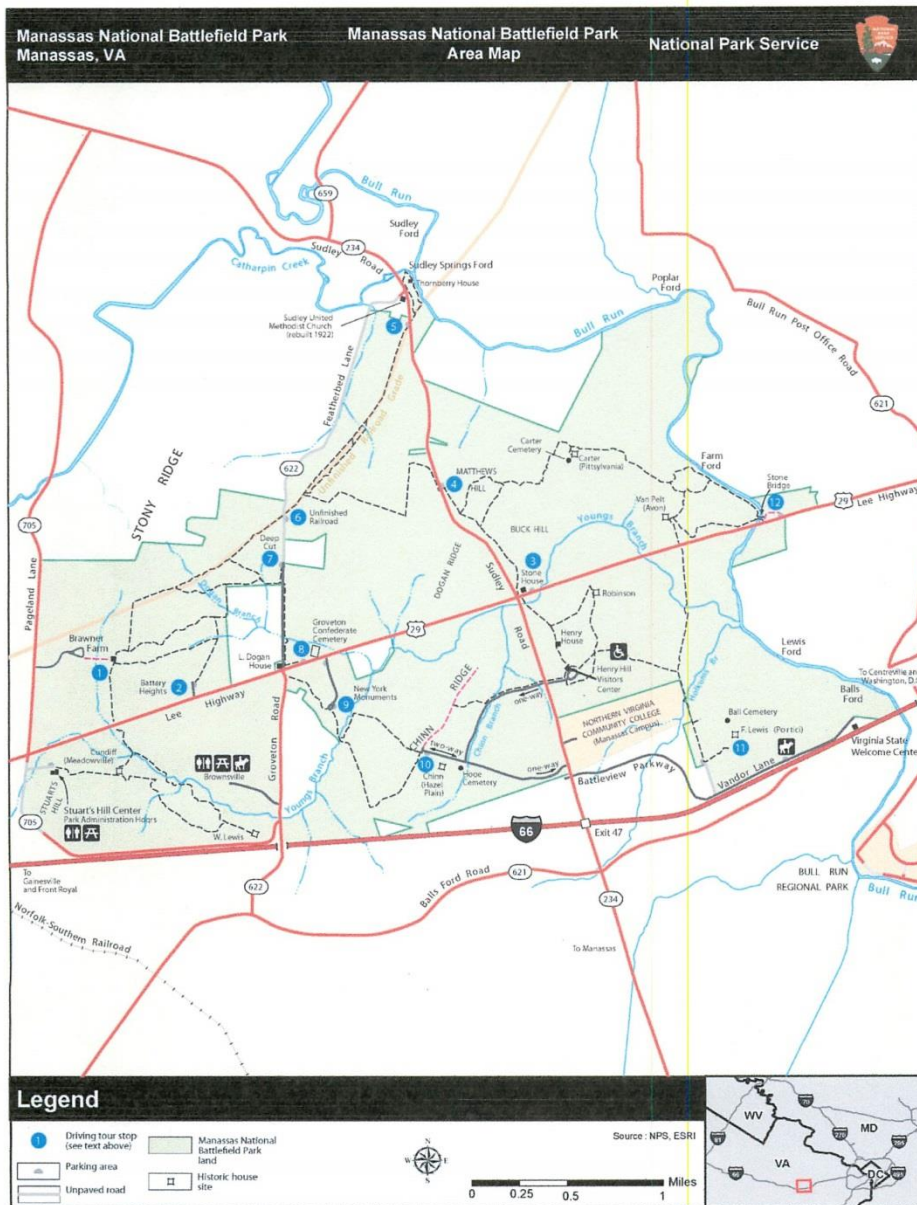 Manassas National Battlefield Park
Manassas, VA
Manassas National Battlefield Park
Area Map
National Park Service
659
Bull Run
Sudley
Ford
234
Sudley Road
Catharpin Creek
Sudley Springs Ford
Thornberry House
Sudley United
Methodist Church
(rebuilt 1922)
5
Poplar
Ford
Bull Run
Bull Run Post Office Road
621
Featherbed Lane
Unfinished Railroad Grade
STONY RIDGE
622
705
Pageland Lane
4
MATTHEWS
HILL
Carter
Cemetery
Carter
(Pittsylvania)
Farm
Ford
Stone
Bridge
12
29
Lee Highway
Van Pelt
(Avon)
6
Unfinished
Railroad
Deep
Cut
7
BUCK HILL
Youngs
Branch
DOGAN RIDGE
3
Stone
House
Sudley
Road
Robinson
Dogan Branch
29
Groveton
Confederate
Cemetery
8
Brawner
Farm
1
L. Dogan
House
Henry
House
Lewis
Ford
Battery
Heights
2
Lee Highway
New York
Monuments
9
Henry Hill
Visitors
Center
one-way
CHINN RIDGE
Chinn Branch
To Centreville and
Washington, D.
Balls
Ford
NORTHERN VIRGINIA
COMMUNITY COLLEGE
(Manassas Campus)
Ball Cemetery
F. Lewis (Portici)
11
Virginia State
Welcome Cente
Groveton Road
two-way
10
Chinn
(Hazel
Plain)
Hooe
Cemetery
one-way
Battleview Parkway
Vandor Lane
Cundiff
(Meadowville)
Brownsville
Youngs Branch
STUARTS
HILL
Stuart's Hill Center
Park Administration Hdqrs
705
W. Lewis
66
Exit 47
To
Gainesville
and Front Royal
622
Balls Ford Road
621
BULL RUN
REGIONAL PARK
Bull Run
234
Norfolk-Southern Railroad
To Manassas
Legend
1
Driving tour stop
(see text above)
Parking area
Unpaved road
Manassas National
Battlefield Park
land
Historic house
site
N
W
E
S
Source : NPS, ESRI
0
0.25
0.5
1
Miles
WV
VA
MD
DC
70
81
270
66